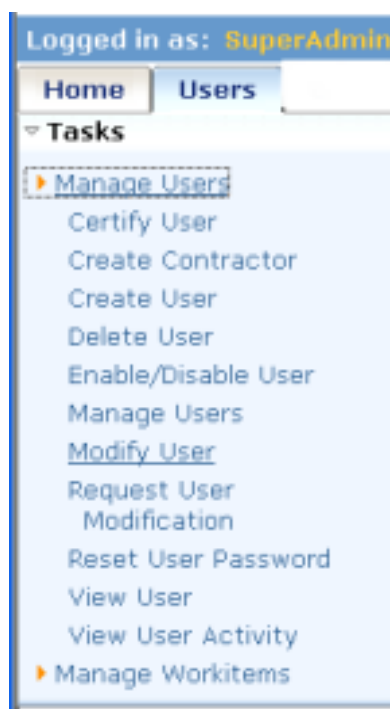 Logged in as: SuperAdmin
Home Users
Tasks
Manage Users
Certify User
Create Contractor
Create User
Delete User
Enable/Disable User
Manage Users
Modify User
Request User
Modification
Reset User Password
View User
View User Activity
Manage Workitems